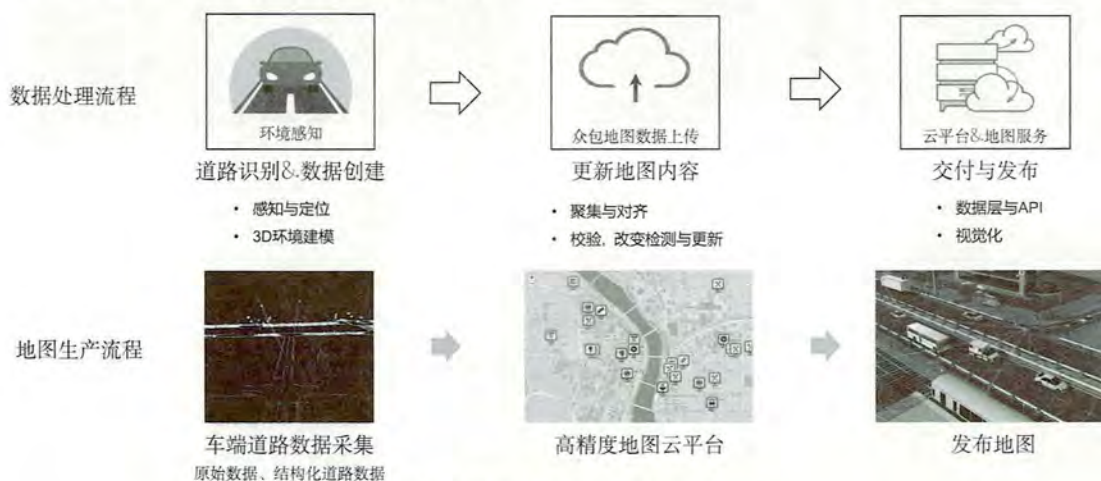 数据处理流程
环境感知
众包地图数据上传
云平台&地图服务
道路识别&数据创建
更新地图内容
交付与发布
• 感知与定位
• 3D环境建模
• 聚集与对齐
• 校验, 改变检测与更新
• 数据层与API
• 视觉化
地图生产流程
车端道路数据采集
原始数据、结构化道路数据
高精度地图云平台
发布地图